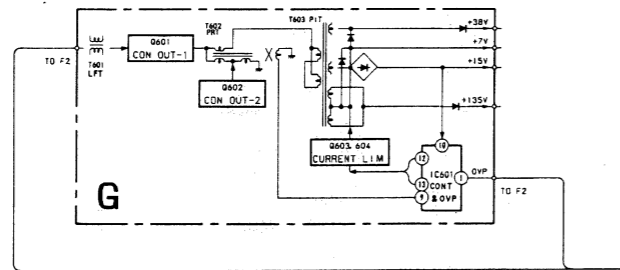 T602
PRT
T603 PIT
+38V
Q601
CON OUT-1
+7V
TO F2
T601
LFT
+15V
Q602
CON OUT-2
+135V
Q603, 604
CURRENT LIM
10
12
IC601
CONT
& OVP
1
OVP
13
9
TO F2
G